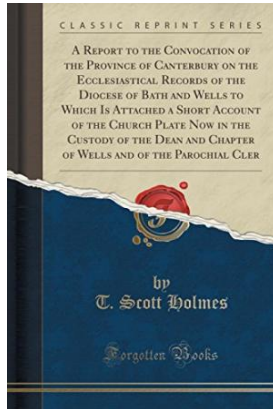 CLASSIC REPRINT SERIES
A REPORT TO THE CONVOCATION OF
THE PROVINCE OF CANTERBURY ON THE
ECCLESIASTICAL RECORDS OF THE
DIOCESE OF BATH AND WELLS TO
WHICH IS ATTACHED A SHORT ACCOUNT
OF THE CHURCH PLATE NOW IN THE
CUSTODY OF THE DEAN AND CHAPTER
OF WELLS AND OF THE PAROCHIAL CLER
by
T. Scott Holmes
Forgotten Books